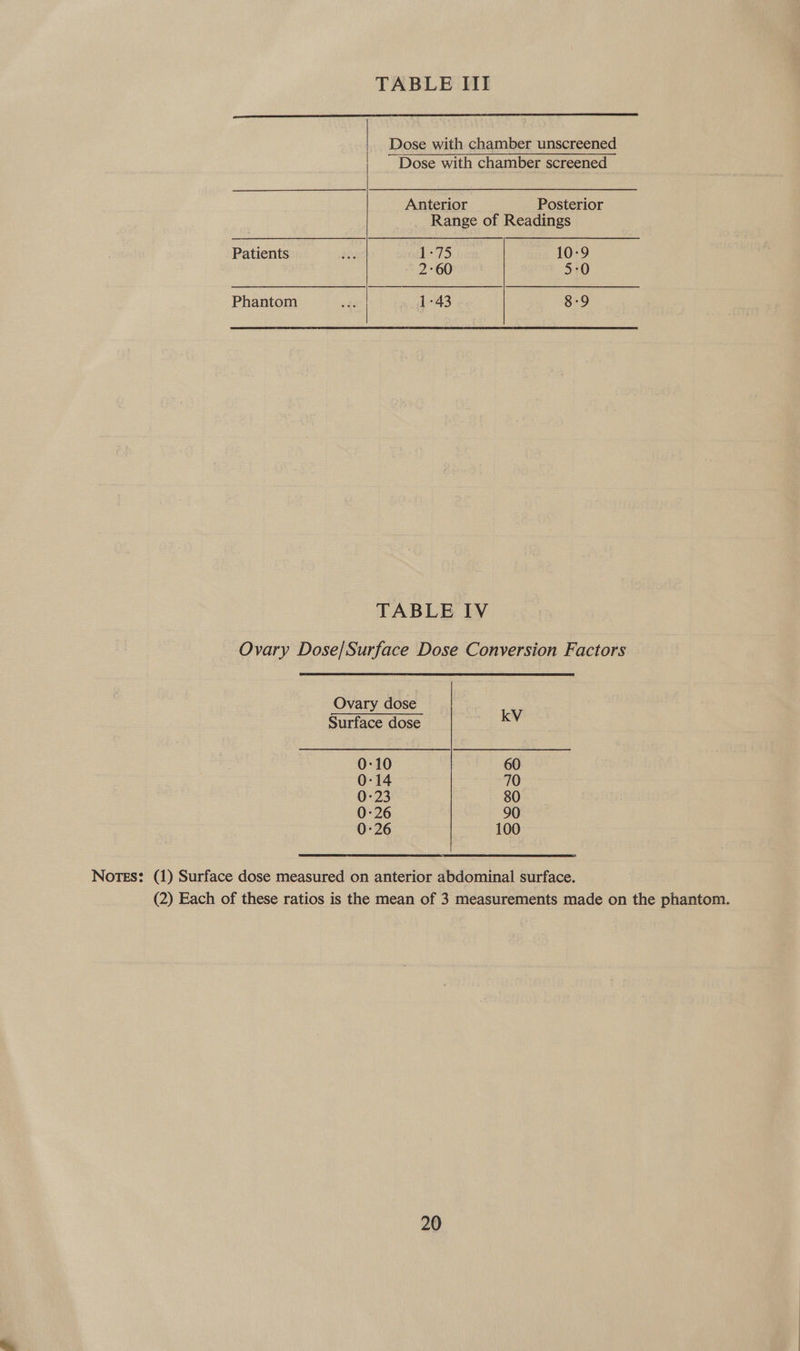 TABLE III
Dose with chamber unscreened
Dose with chamber screened
Anterior Posterior
Range of Readings
Patients ... 1·75 10·9
2·60 5·0
Phantom ... 1·43 8·9
TABLE IV
Ovary Dose/Surface Dose Conversion Factors
Ovary dose
Surface dose
kV
0·10 60
0·14 70
0·23 80
0·26 90
0·26 100
NOTES: (1) Surface dose measured on anterior abdominal surface.
(2) Each of these ratios is the mean of 3 measurements made on the phantom.
20